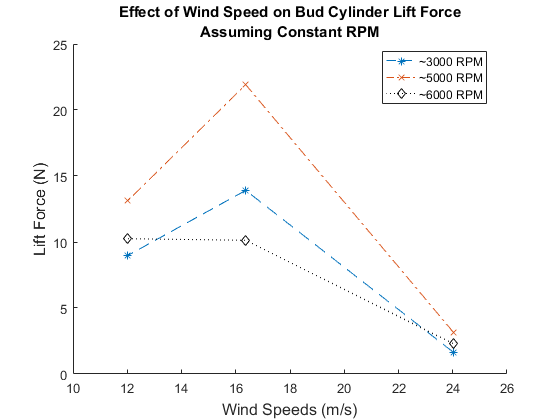 Effect of Wind Speed on Bud Cylinder Lift Force
Assuming Constant RPM
25
20
15
10
5
0
Lift Force (N)
~3000 RPM
~5000 RPM
~6000 RPM
10 12 14 16 18 20 22 24 26
Wind Speeds (m/s)